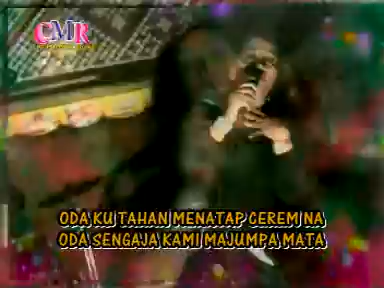 CMR
ODA KU TAHAN MENATAP CEREM NA
ODA SENGAJA KAMI MAJUMPA MATA